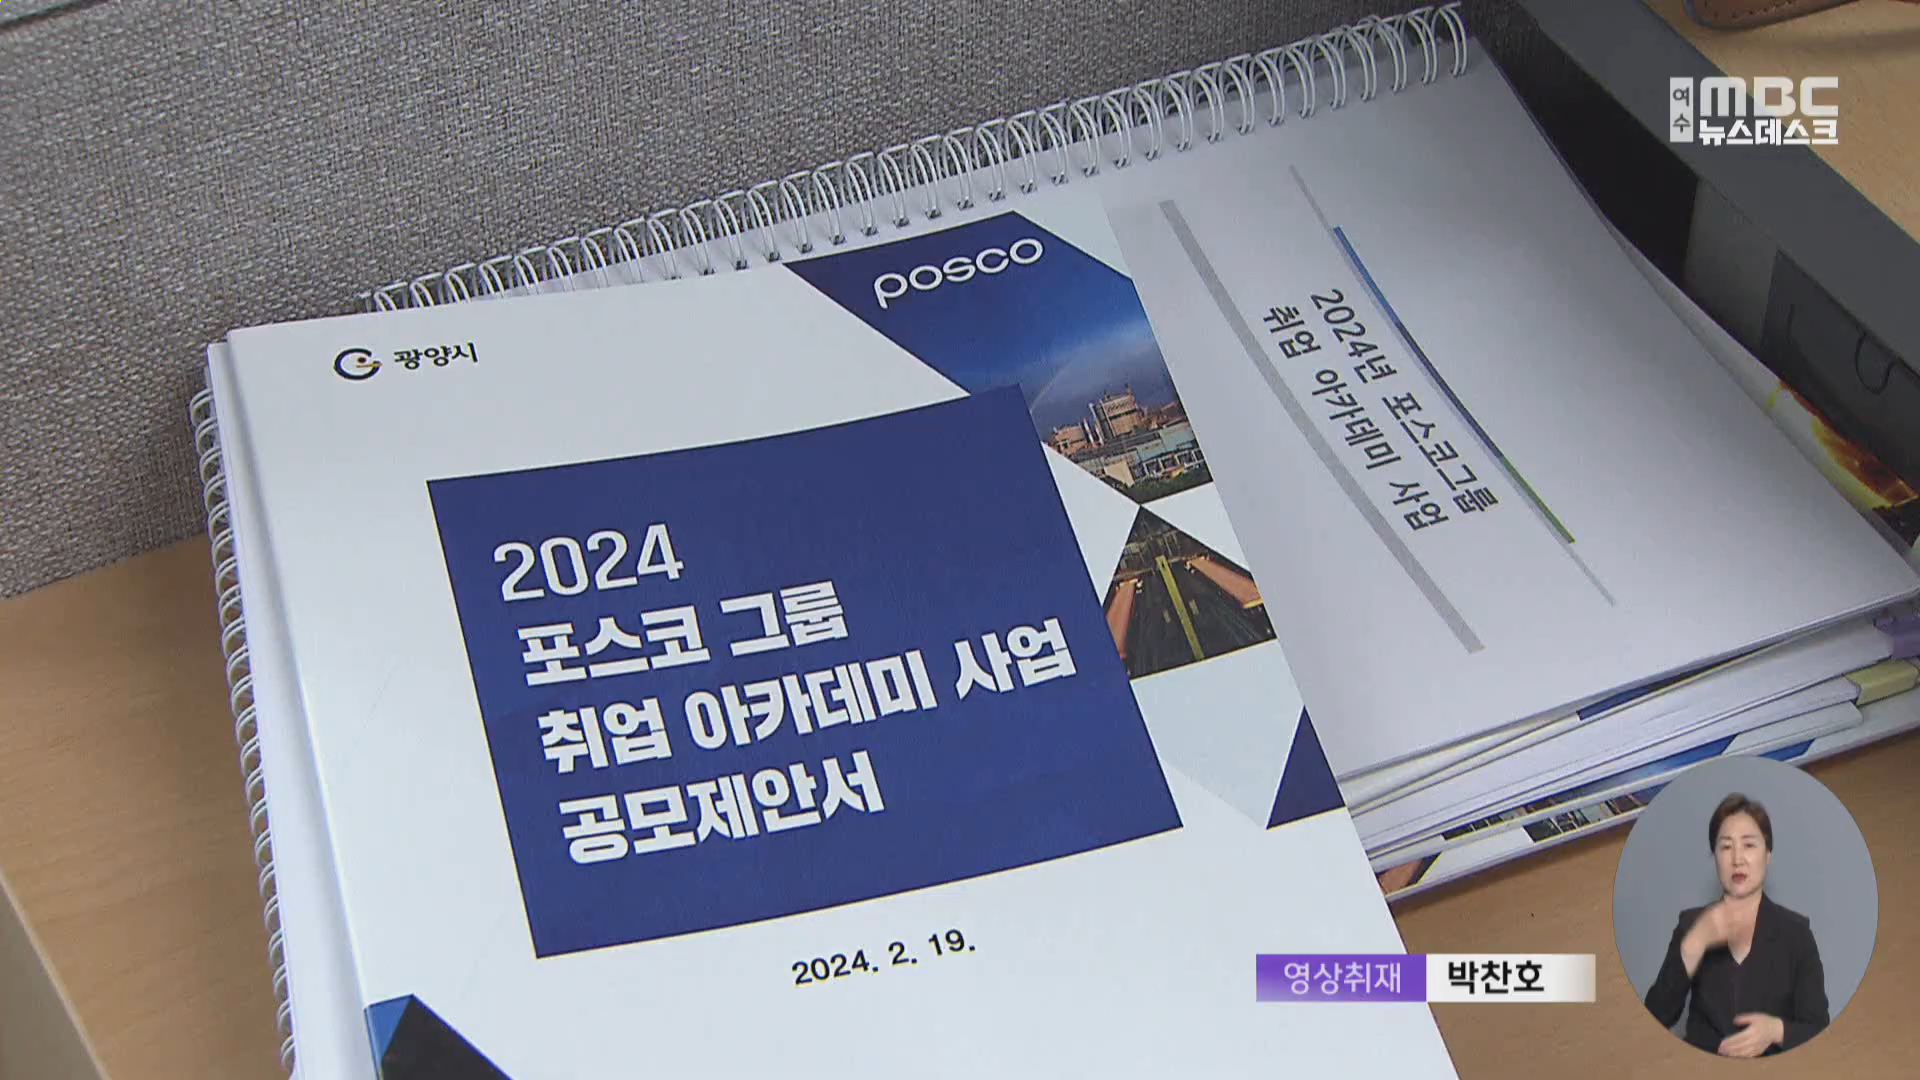 여수
MBC
뉴스데스크
posco
광양시
2024
포스코 그룹
취업 아카데미 사업
공모제안서
2024. 2. 19.
2024년 포스코그룹
취업 아카데미 사업
영상취재 박찬호